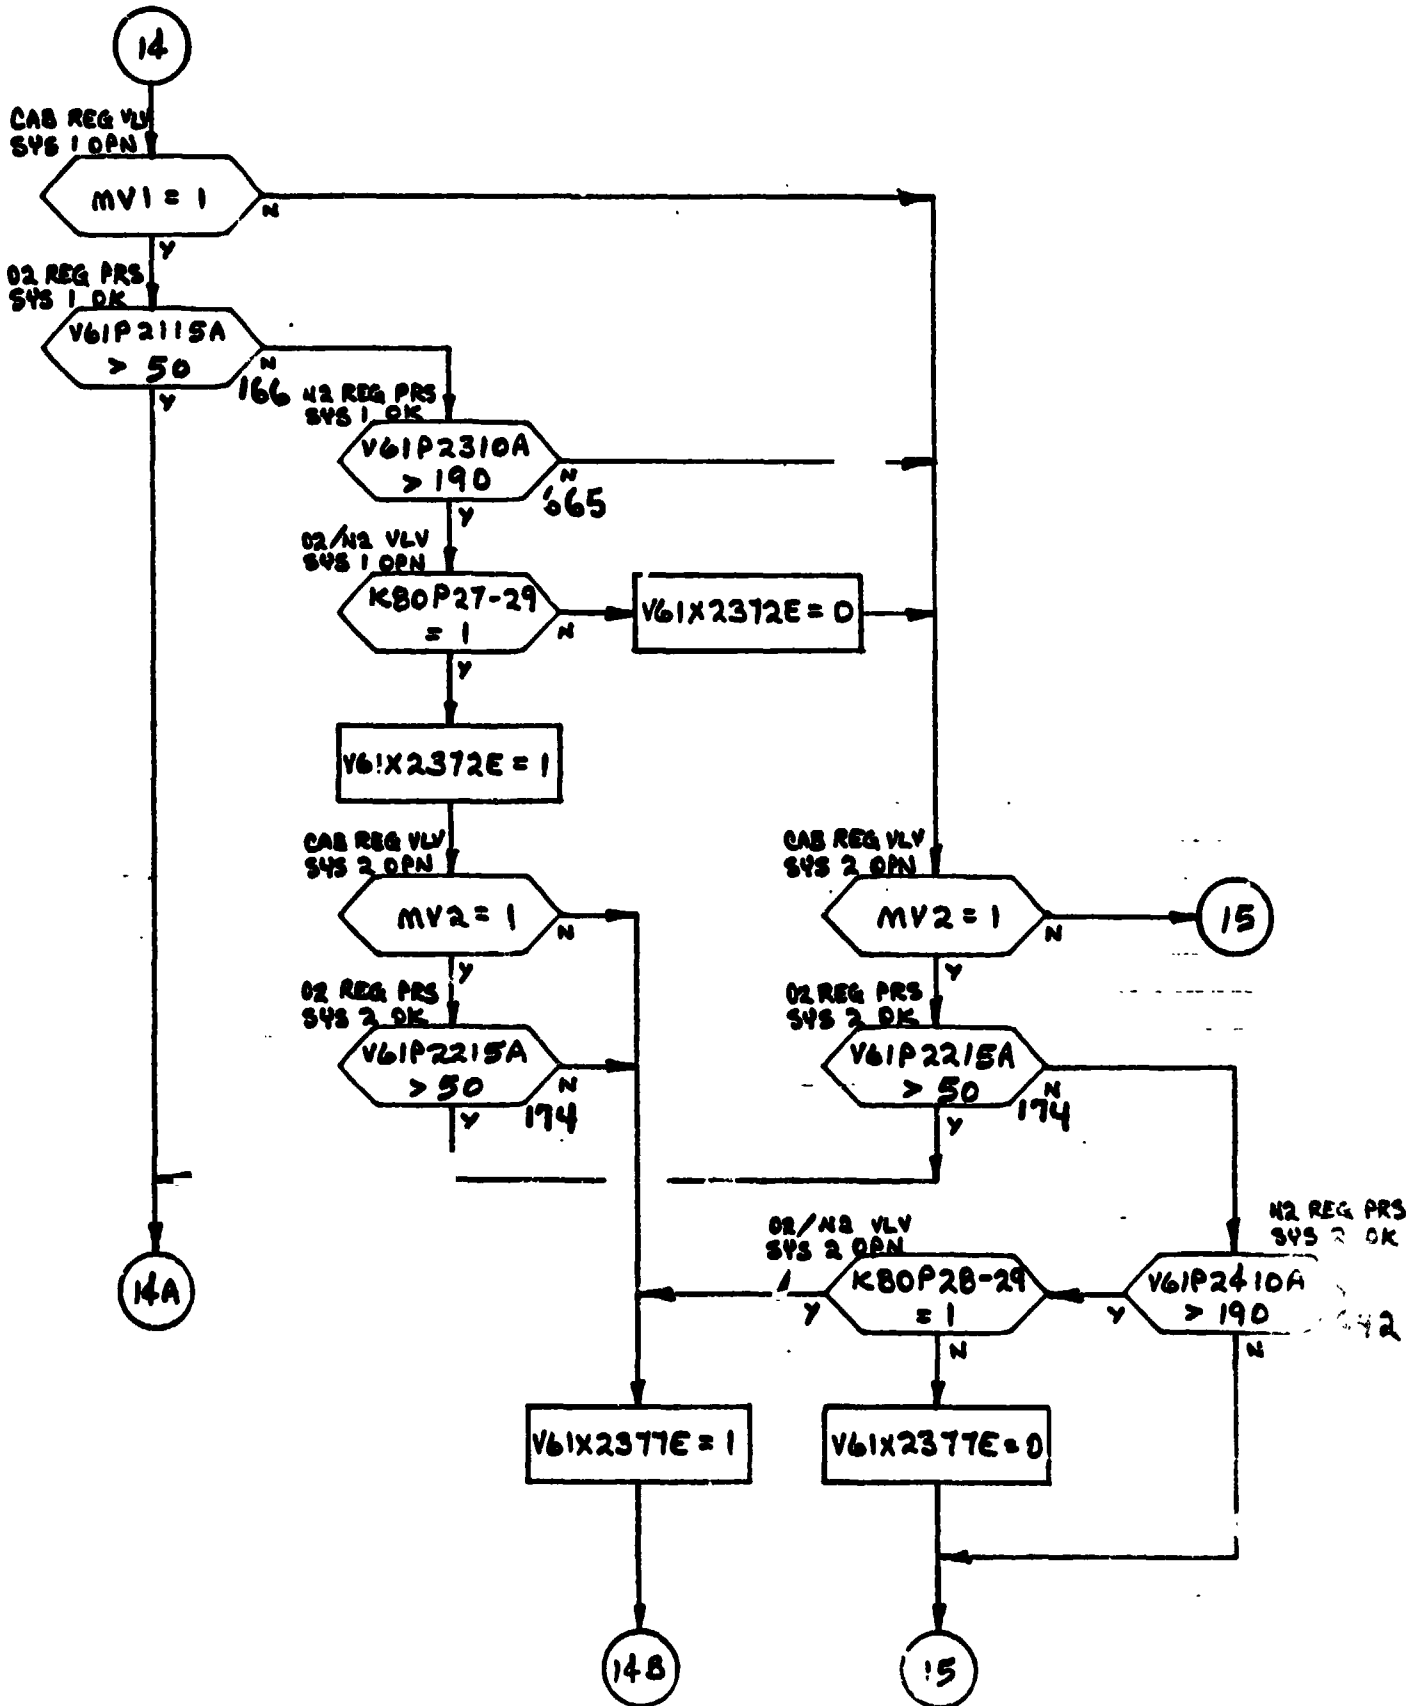 14
CAB REG VLV
SYS 1 OPN
MV1 = 1
N
Y
O2 REG PRS
SYS 1 OK
V61P2115A
> 50
N
Y
166
N2 REG PRS
SYS 1 OK
V61P2310A
> 190
N
Y
665
O2/N2 VLV
SYS 1 OPN
K80P27-29
= 1
N
Y
V61X2372E = 0
V61X2372E = 1
CAB REG VLV
SYS 2 OPN
MV2 = 1
N
Y
CAB REG VLV
SYS 2 OPN
MV2 = 1
N
Y
15
O2 REG PRS
SYS 2 OK
V61P2215A
> 50
N
Y
174
O2 REG PRS
SYS 2 OK
V61P2215A
> 50
N
Y
174
14A
O2/N2 VLV
SYS 2 OPN
K80P28-29
= 1
Y
N
N2 REG PRS
SYS 2 OK
V61P2410A
> 190
Y
N
V61X2377E = 1
V61X2377E = 0
14B
15